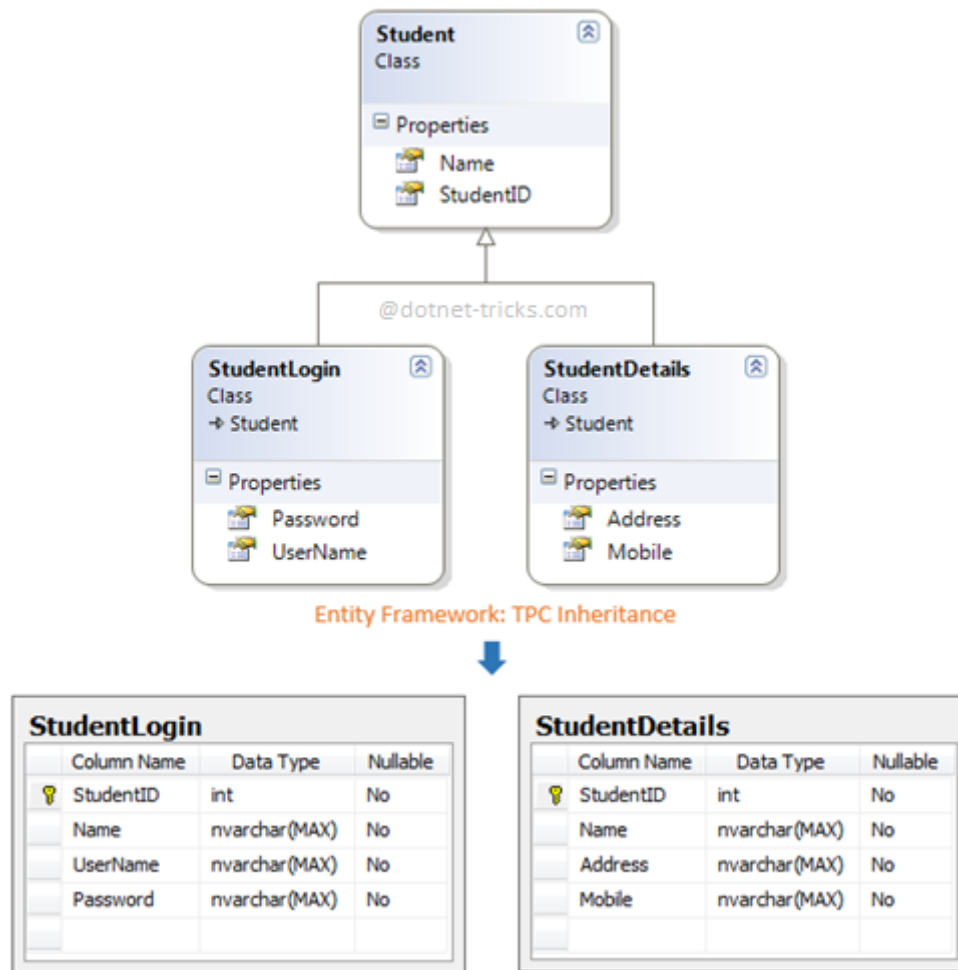 Student
Class
Properties
Name
StudentID
@dotnet-tricks.com
StudentLogin
Class
Student
Properties
Password
UserName
StudentDetails
Class
Student
Properties
Address
Mobile
Entity Framework: TPC Inheritance
StudentLogin
Column Name Data Type Nullable
StudentID int No
Name nvarchar(MAX) No
UserName nvarchar(MAX) No
Password nvarchar(MAX) No
StudentDetails
Column Name Data Type Nullable
StudentID int No
Name nvarchar(MAX) No
Address nvarchar(MAX) No
Mobile nvarchar(MAX) No